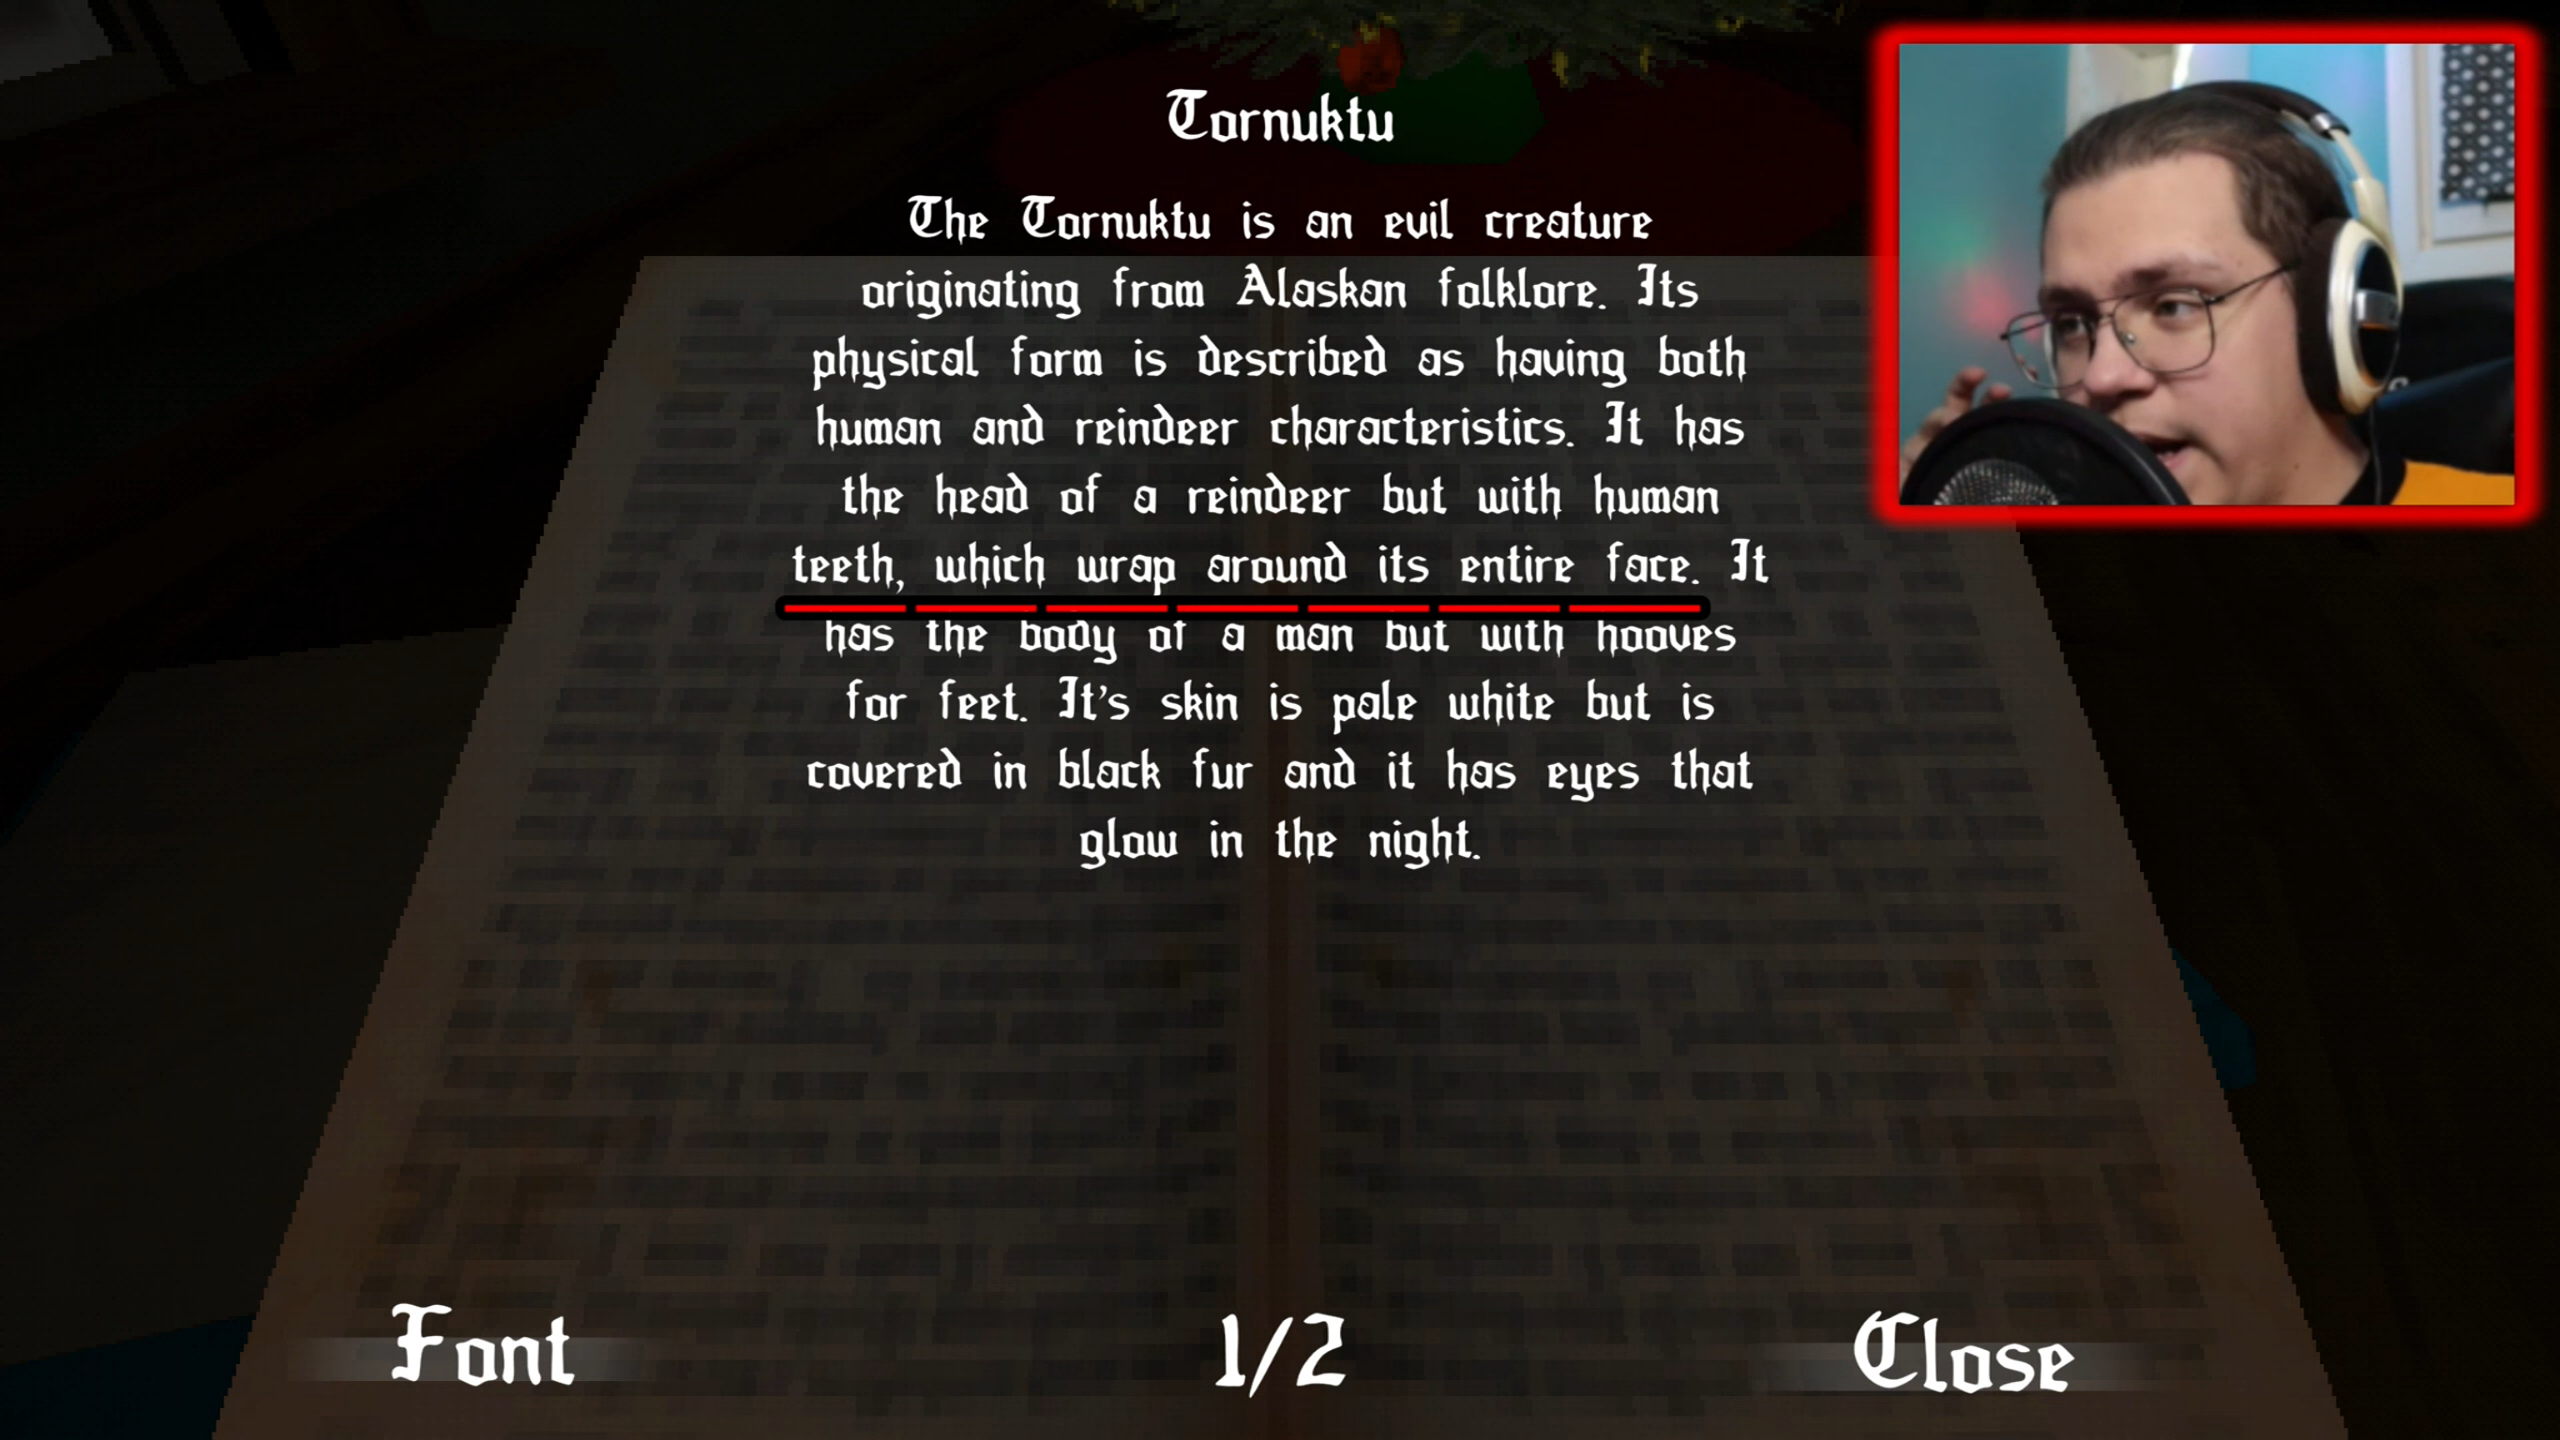 Tornuktu
The Tornuktu is an evil creature
originating from Alaskan folklore. Its
physical form is described as having both
human and reindeer characteristics. It has
the head of a reindeer but with human
teeth, which wrap around its entire face. It
has the body of a man but with hooves
for feet. It's skin is pale white but is
covered in black fur and it has eyes that
glow in the night.
Font
1/2
Close